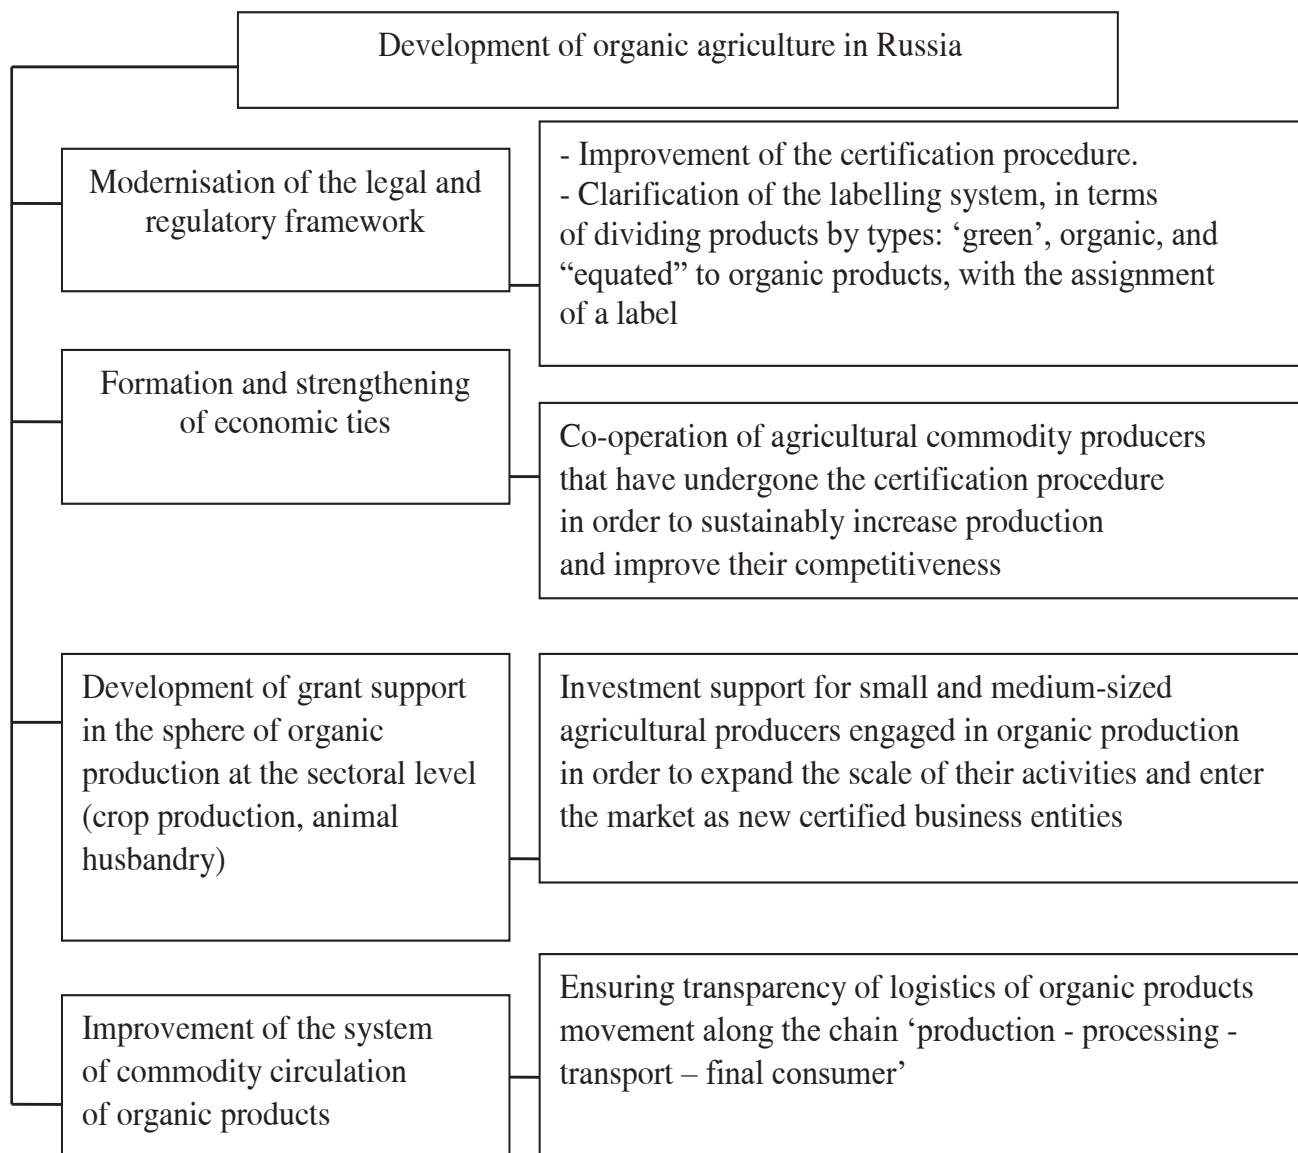 Development of organic agriculture in Russia
Modernisation of the legal and
regulatory framework
- Improvement of the certification procedure.
- Clarification of the labelling system, in terms
of dividing products by types: ‘green’, organic, and
“equated” to organic products, with the assignment
of a label
Formation and strengthening
of economic ties
Co-operation of agricultural commodity producers
that have undergone the certification procedure
in order to sustainably increase production
and improve their competitiveness
Development of grant support
in the sphere of organic
production at the sectoral level
(crop production, animal
husbandry)
Investment support for small and medium-sized
agricultural producers engaged in organic production
in order to expand the scale of their activities and enter
the market as new certified business entities
Improvement of the system
of commodity circulation
of organic products
Ensuring transparency of logistics of organic products
movement along the chain ‘production - processing -
transport – final consumer’